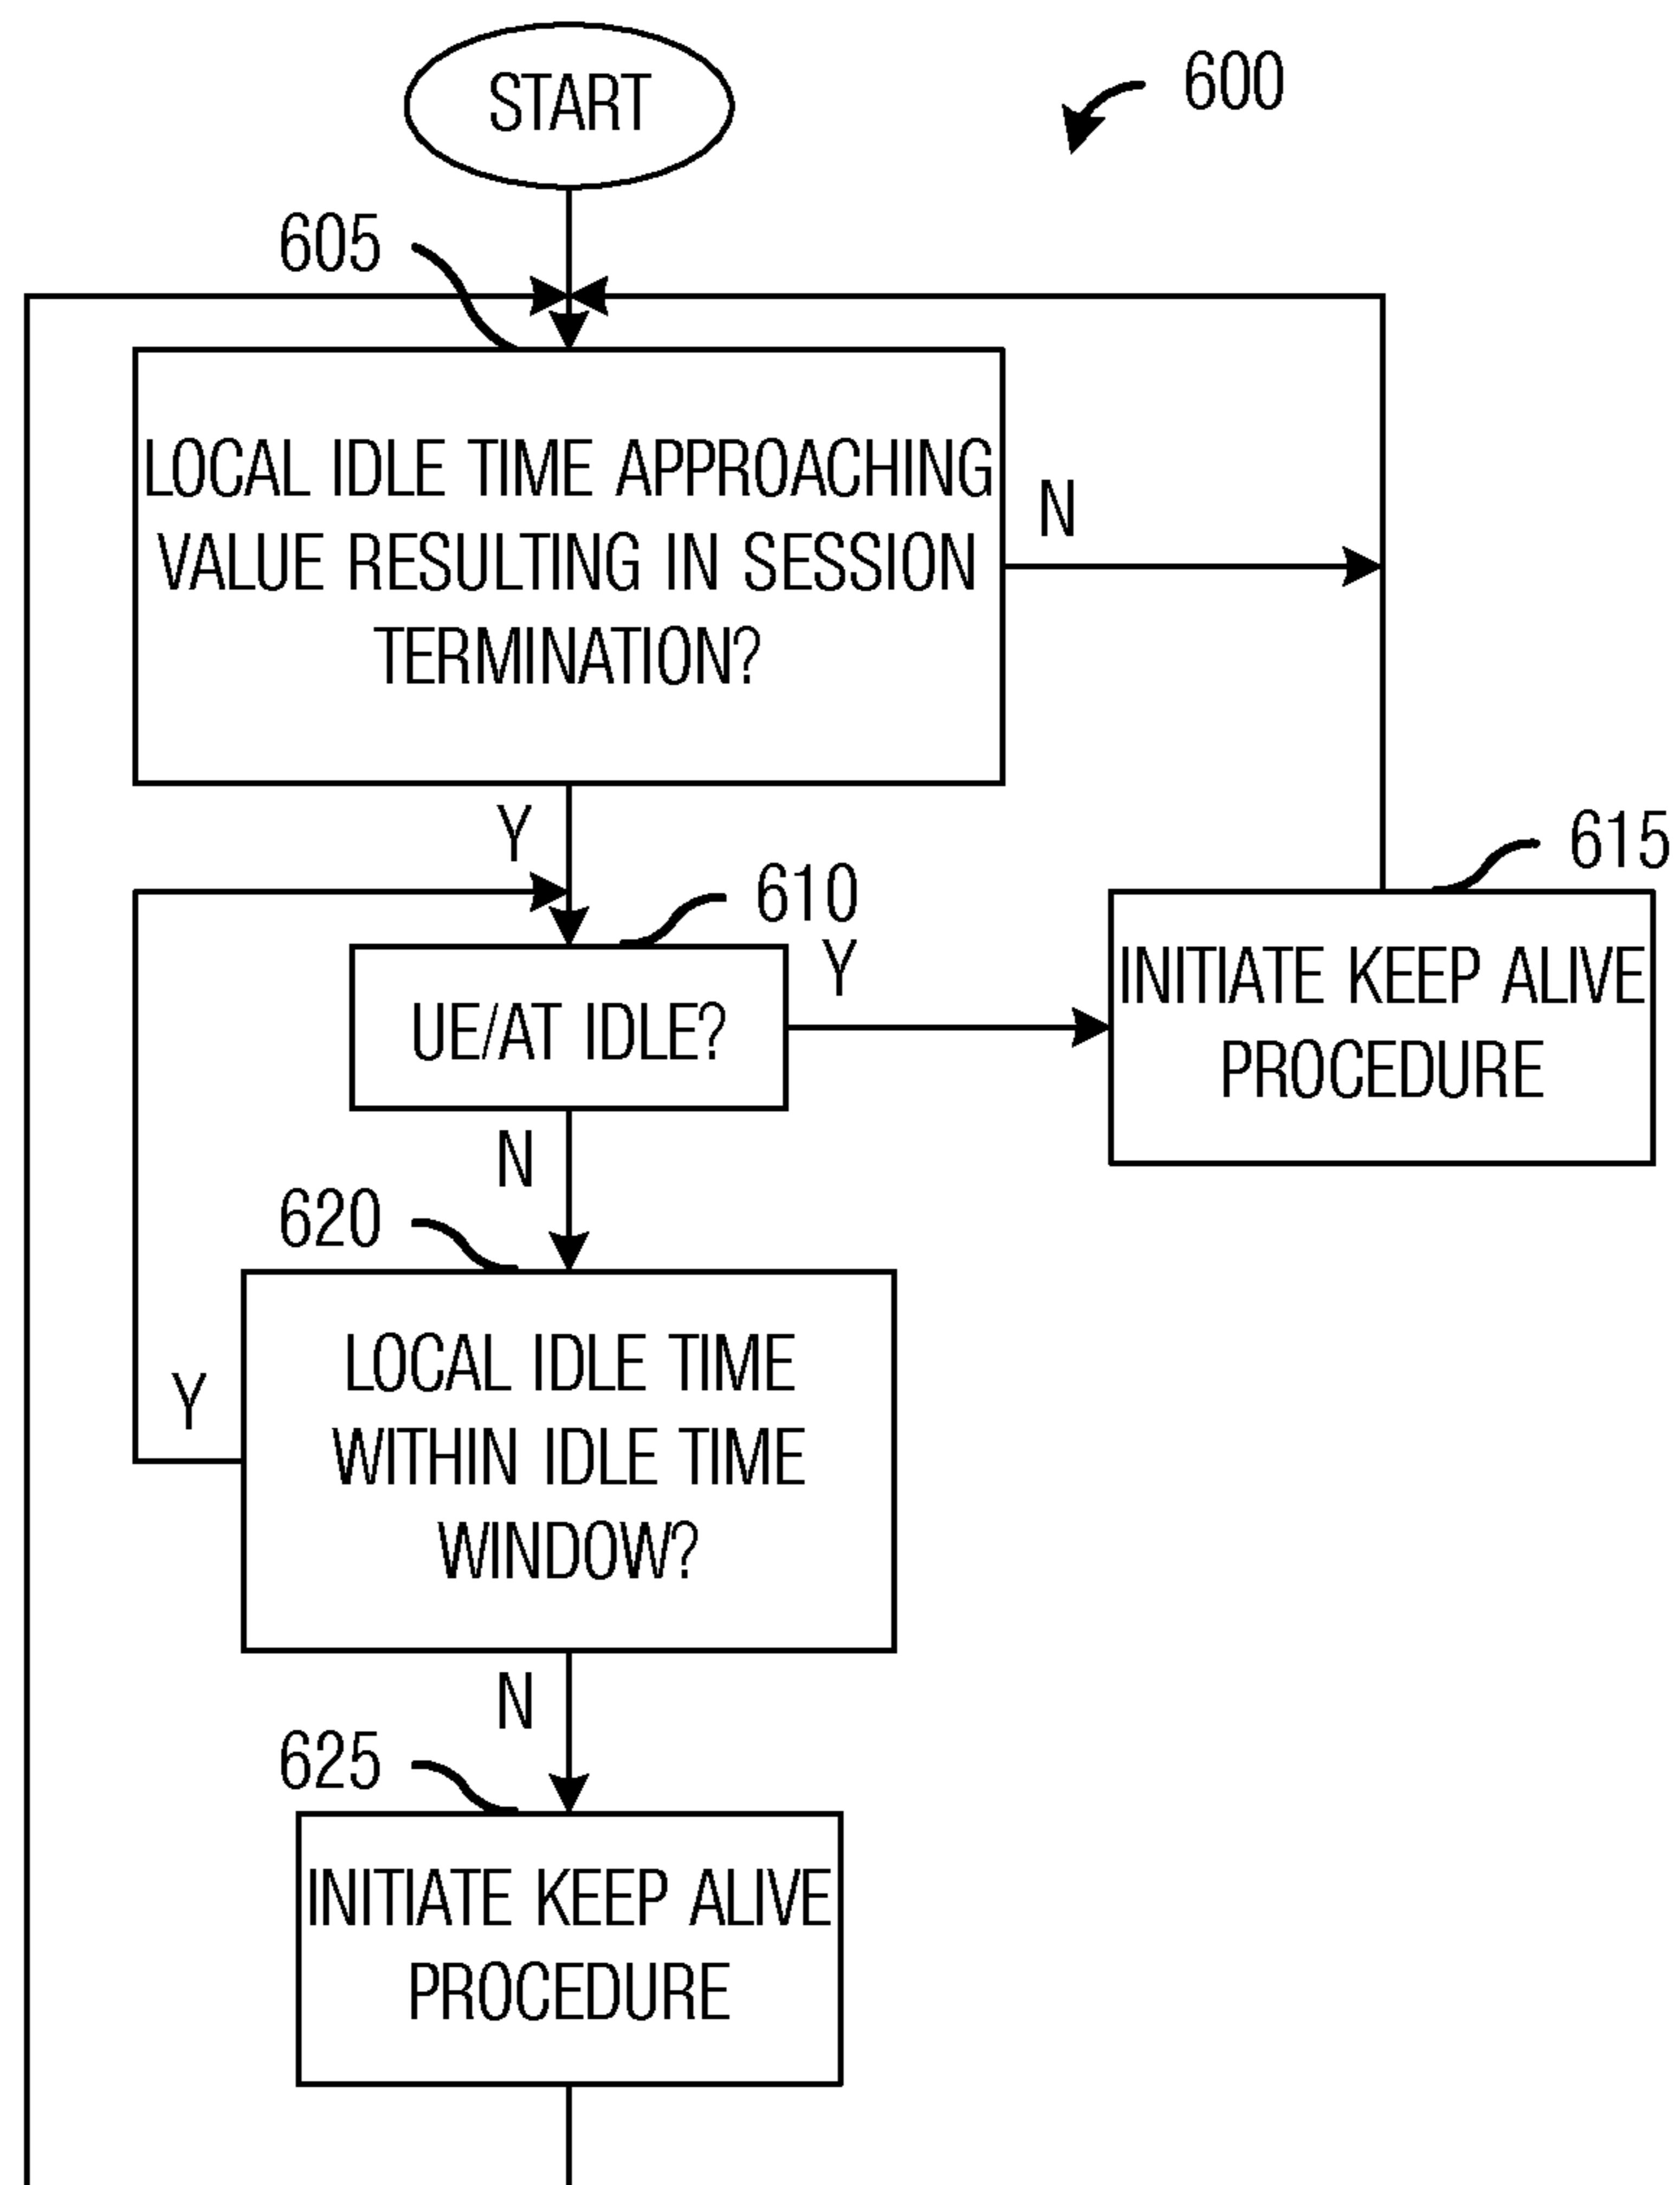 START
600
605
LOCAL IDLE TIME APPROACHING
VALUE RESULTING IN SESSION
TERMINATION?
N
Y
610
615
UE/AT IDLE?
Y
INITIATE KEEP ALIVE
PROCEDURE
N
620
LOCAL IDLE TIME
WITHIN IDLE TIME
WINDOW?
Y
N
625
INITIATE KEEP ALIVE
PROCEDURE